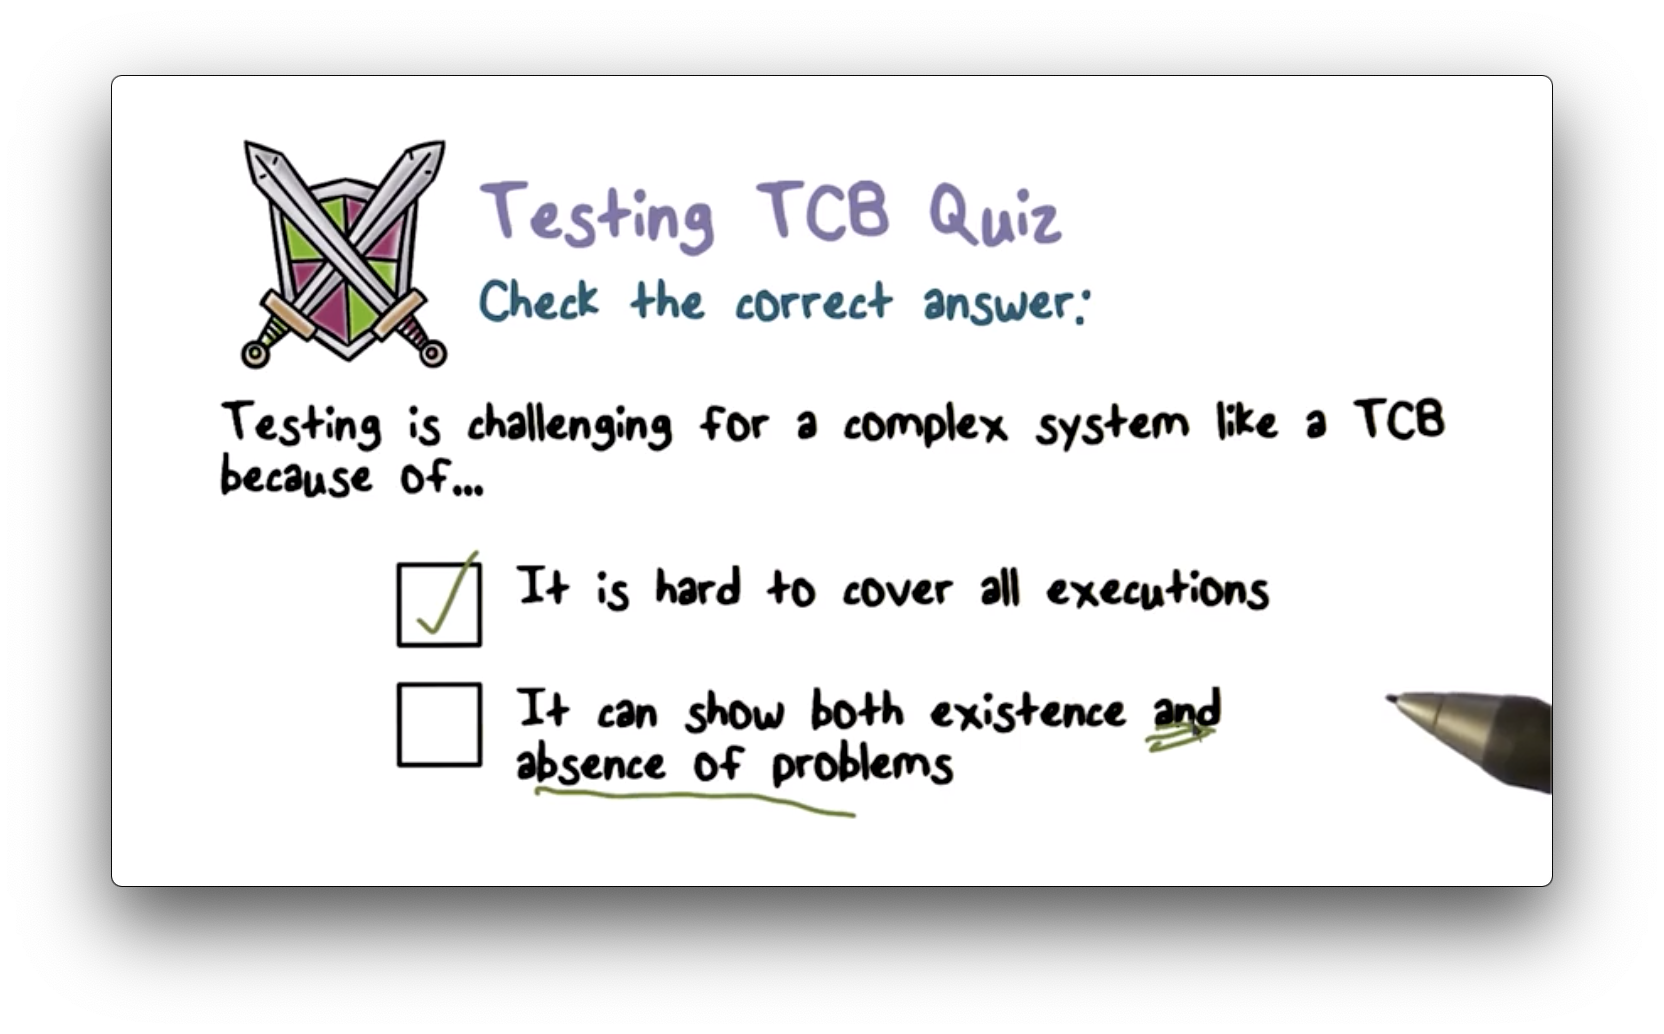 Testing TCB Quiz
Check the correct answer:
Testing is challenging for a complex system like a TCB
because of...
It is hard to cover all executions
It can show both existence and
absence of problems